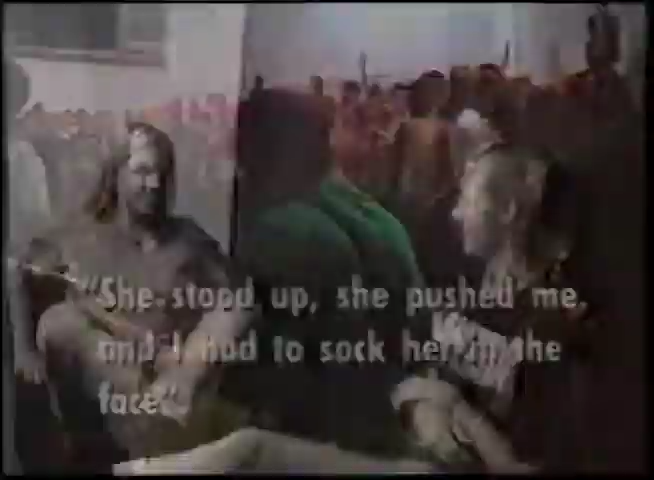 "She stood up, she pushed me,
and I had to sock her in the
face".